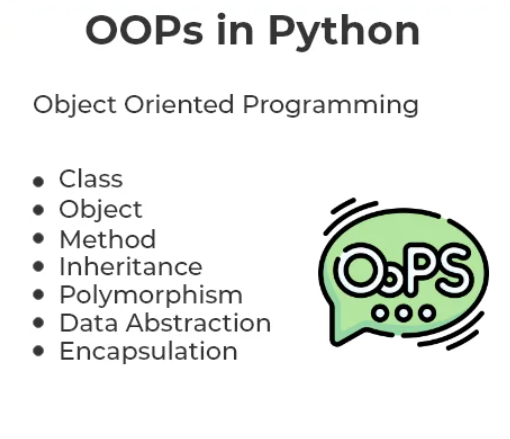 OOPs in Python
Object Oriented Programming
• Class
• Object
• Method
• Inheritance
• Polymorphism
• Data Abstraction
• Encapsulation
OoPS